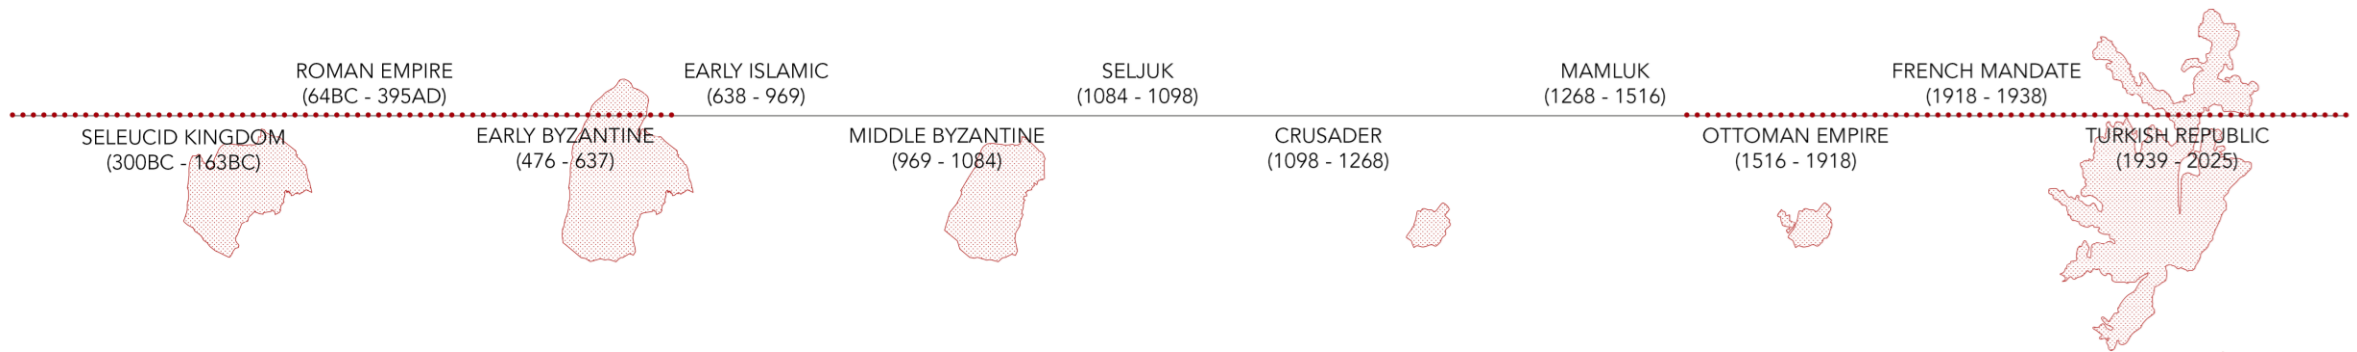 SELEUCID KINGDOM
(300BC - 163BC)
ROMAN EMPIRE
(64BC - 395AD)
EARLY BYZANTINE
(476 - 637)
EARLY ISLAMIC
(638 - 969)
MIDDLE BYZANTINE
(969 - 1084)
SELJUK
(1084 - 1098)
CRUSADER
(1098 - 1268)
MAMLUK
(1268 - 1516)
OTTOMAN EMPIRE
(1516 - 1918)
FRENCH MANDATE
(1918 - 1938)
TURKISH REPUBLIC
(1939 - 2025)